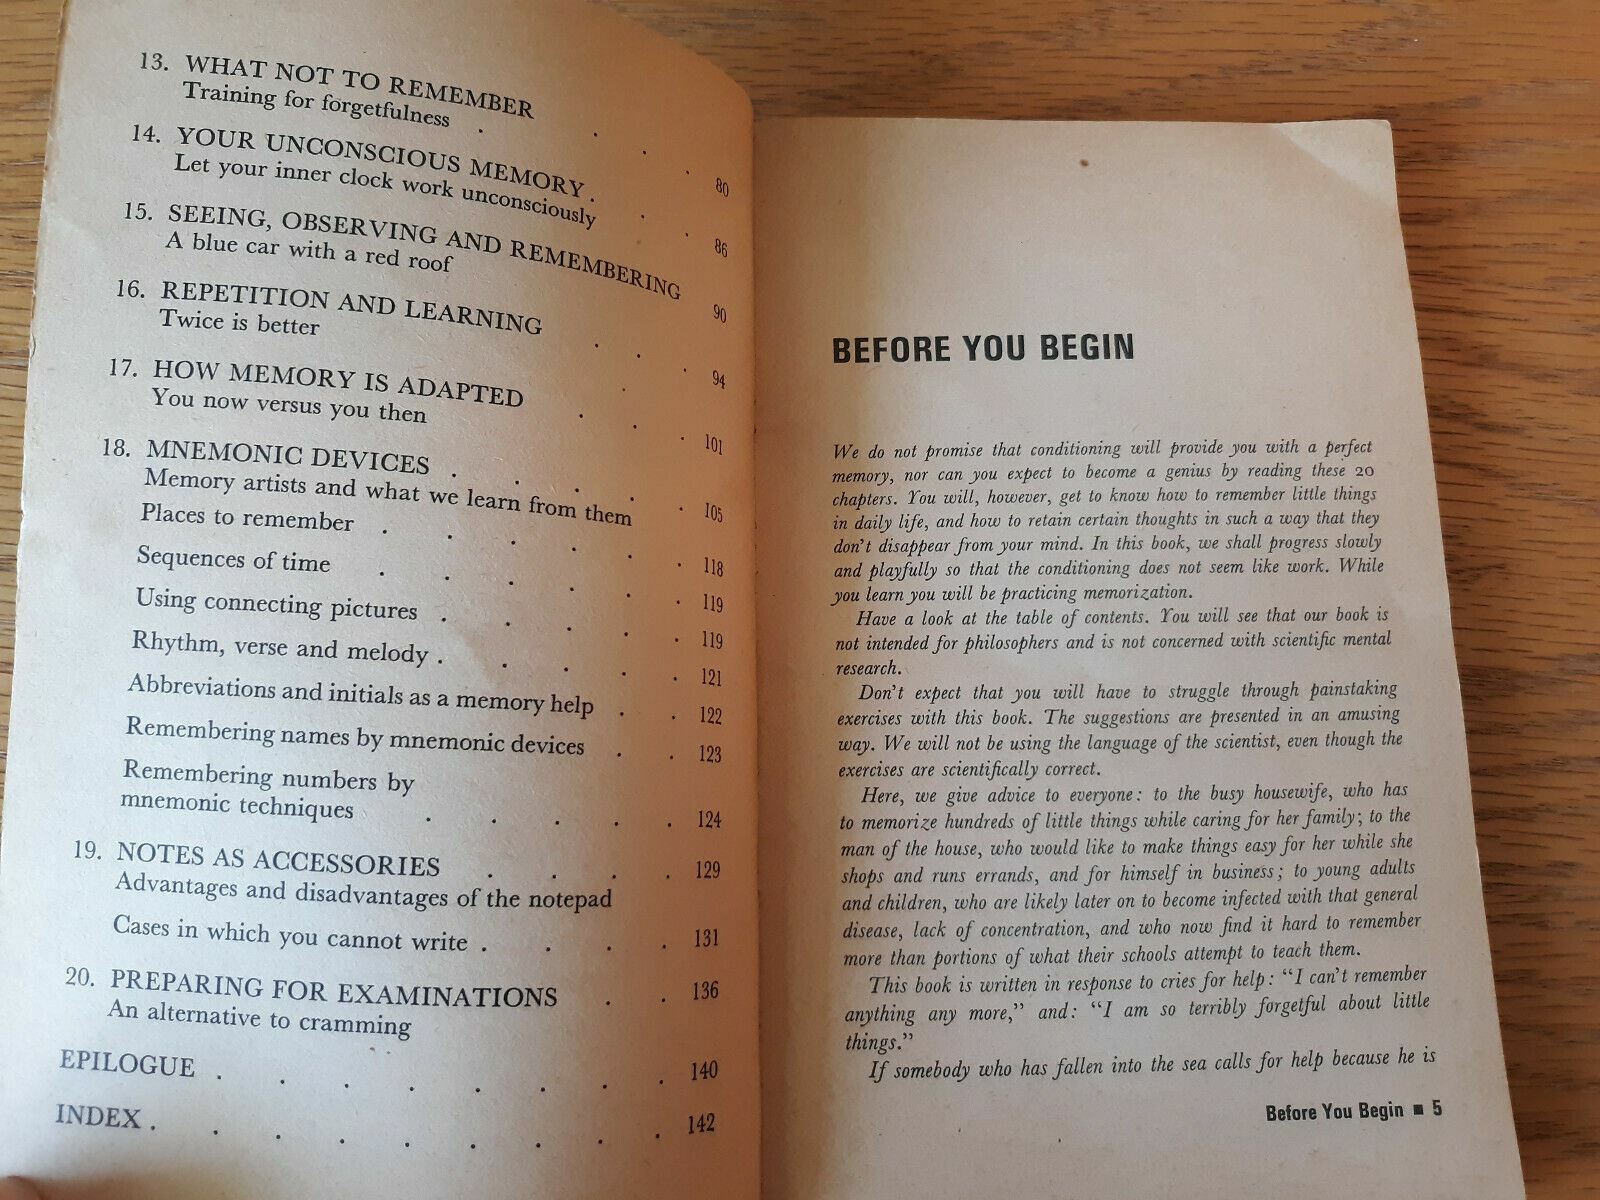 13. WHAT NOT TO REMEMBER . . . 80
Training for forgetfulness
14. YOUR UNCONSCIOUS MEMORY . . . 86
Let your inner clock work unconsciously
15. SEEING, OBSERVING AND REMEMBERING 90
A blue car with a red roof
16. REPETITION AND LEARNING . . . 94
Twice is better
17. HOW MEMORY IS ADAPTED . . . 101
You now versus you then
18. MNEMONIC DEVICES . . . . 105
Memory artists and what we learn from them
Places to remember . . . . . 118
Sequences of time . . . . . 119
Using connecting pictures . . . . 119
Rhythm, verse and melody . . . . 121
Abbreviations and initials as a memory help . . 122
Remembering names by mnemonic devices . . 123
Remembering numbers by
mnemonic techniques . . . . . 124
19. NOTES AS ACCESSORIES . . . . 129
Advantages and disadvantages of the notepad
Cases in which you cannot write . . . . 131
20. PREPARING FOR EXAMINATIONS . . 136
An alternative to cramming
EPILOGUE . . . . . . . . 140
INDEX . . . . . . . . . 142
BEFORE YOU BEGIN
We do not promise that conditioning will provide you with a perfect
memory, nor can you expect to become a genius by reading these 20
chapters. You will, however, get to know how to remember little things
in daily life, and how to retain certain thoughts in such a way that they
don't disappear from your mind. In this book, we shall progress slowly
and playfully so that the conditioning does not seem like work. While
you learn you will be practicing memorization.
Have a look at the table of contents. You will see that our book is
not intended for philosophers and is not concerned with scientific mental
research.
Don't expect that you will have to struggle through painstaking
exercises with this book. The suggestions are presented in an amusing
way. We will not be using the language of the scientist, even though the
exercises are scientifically correct.
Here, we give advice to everyone: to the busy housewife, who has
to memorize hundreds of little things while caring for her family; to the
man of the house, who would like to make things easy for her while she
shops and runs errands, and for himself in business; to young adults
and children, who are likely later on to become infected with that general
disease, lack of concentration, and who now find it hard to remember
more than portions of what their schools attempt to teach them.
This book is written in response to cries for help: "I can't remember
anything any more," and: "I am so terribly forgetful about little
things."
If somebody who has fallen into the sea calls for help because he is
Before You Begin ■ 5